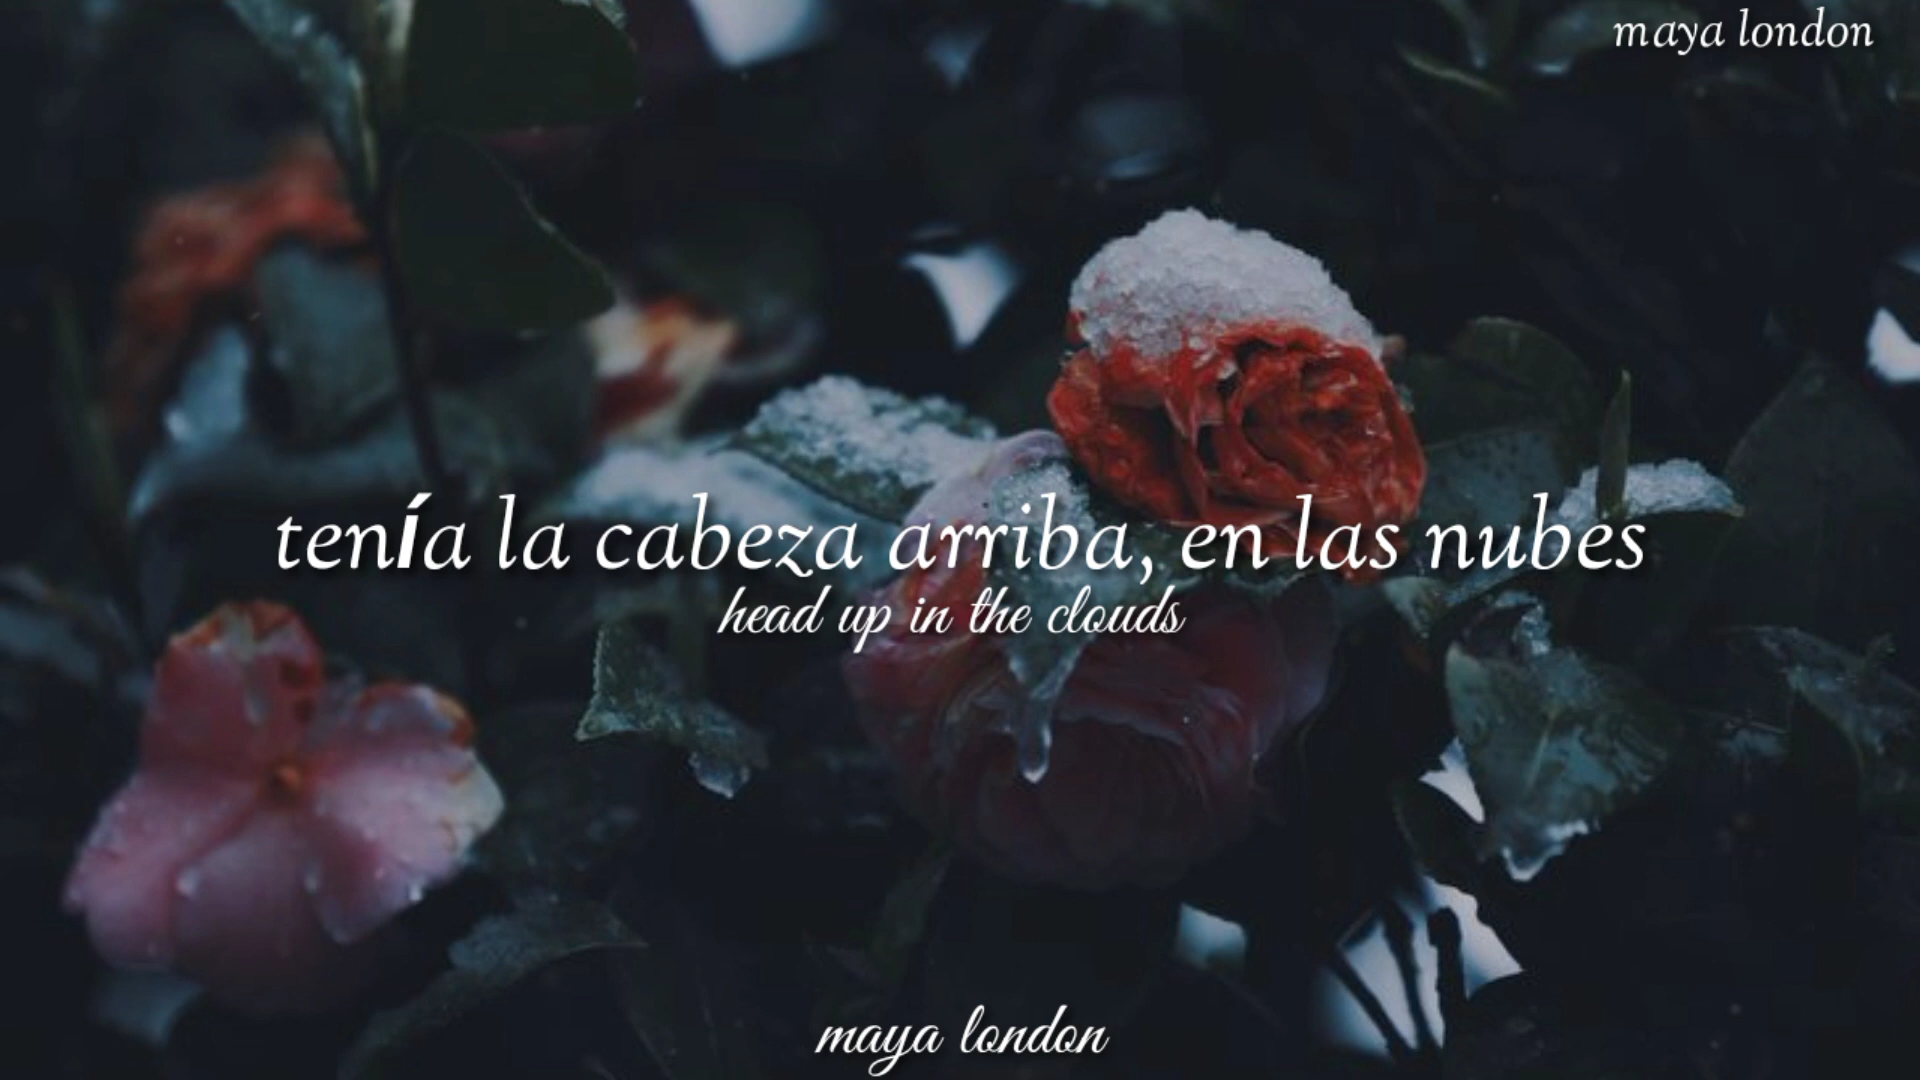 maya london
tenía la cabeza arriba, en las nubes
head up in the clouds
maya london